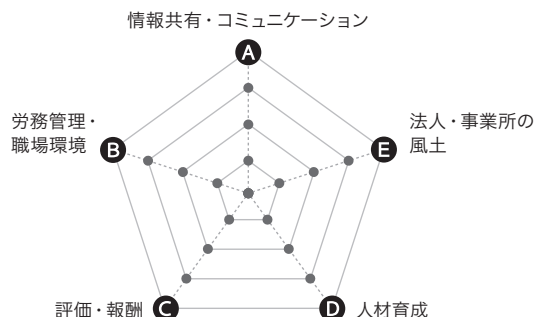 情報共有・コミュニケーション
A
労務管理・
職場環境
B
法人・事業所の
風土
E
評価・報酬
C
D
人材育成